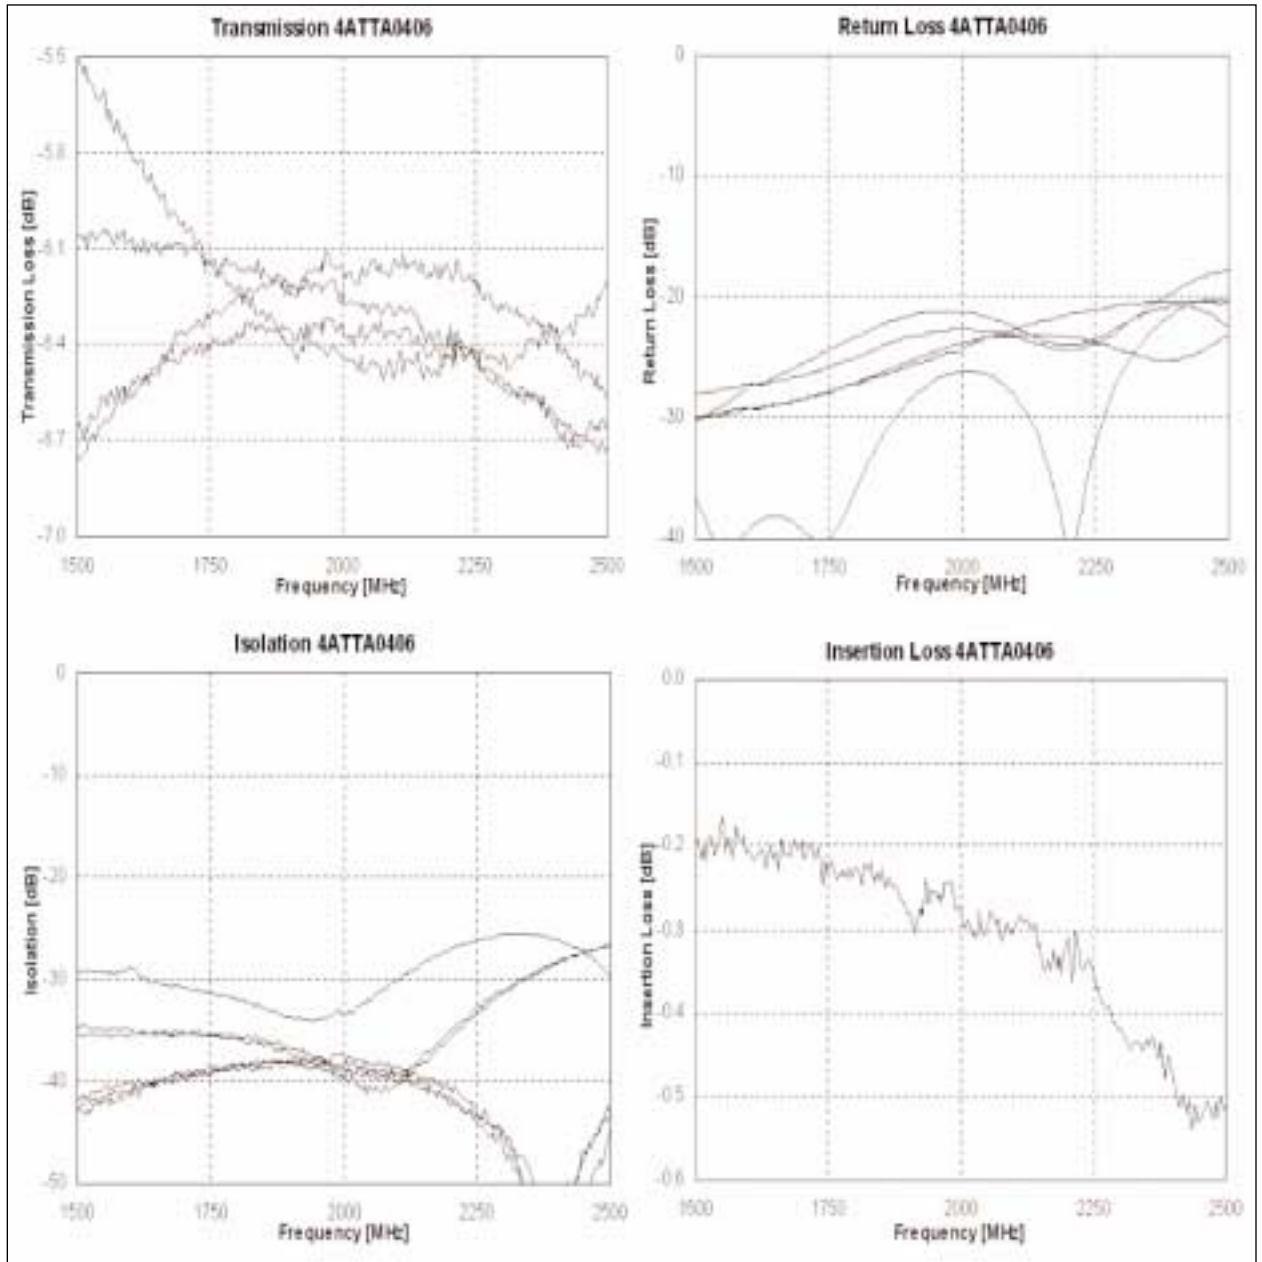 Transmission 4ATTA0406
-5.5
-5.8
-6.1
-6.4
-6.7
-7.0
Transmission Loss [dB]
1500 1750 2000 2250 2500
Frequency [MHz]
Return Loss 4ATTA0406
0
-10
-20
-30
-40
Return Loss [dB]
1500 1750 2000 2250 2500
Frequency [MHz]
Isolation 4ATTA0406
0
-10
-20
-30
-40
-50
Isolation [dB]
1500 1750 2000 2250 2500
Frequency [MHz]
Insertion Loss 4ATTA0406
0.0
-0.1
-0.2
-0.3
-0.4
-0.5
-0.6
Insertion Loss [dB]
1500 1750 2000 2250 2500
Frequency [MHz]